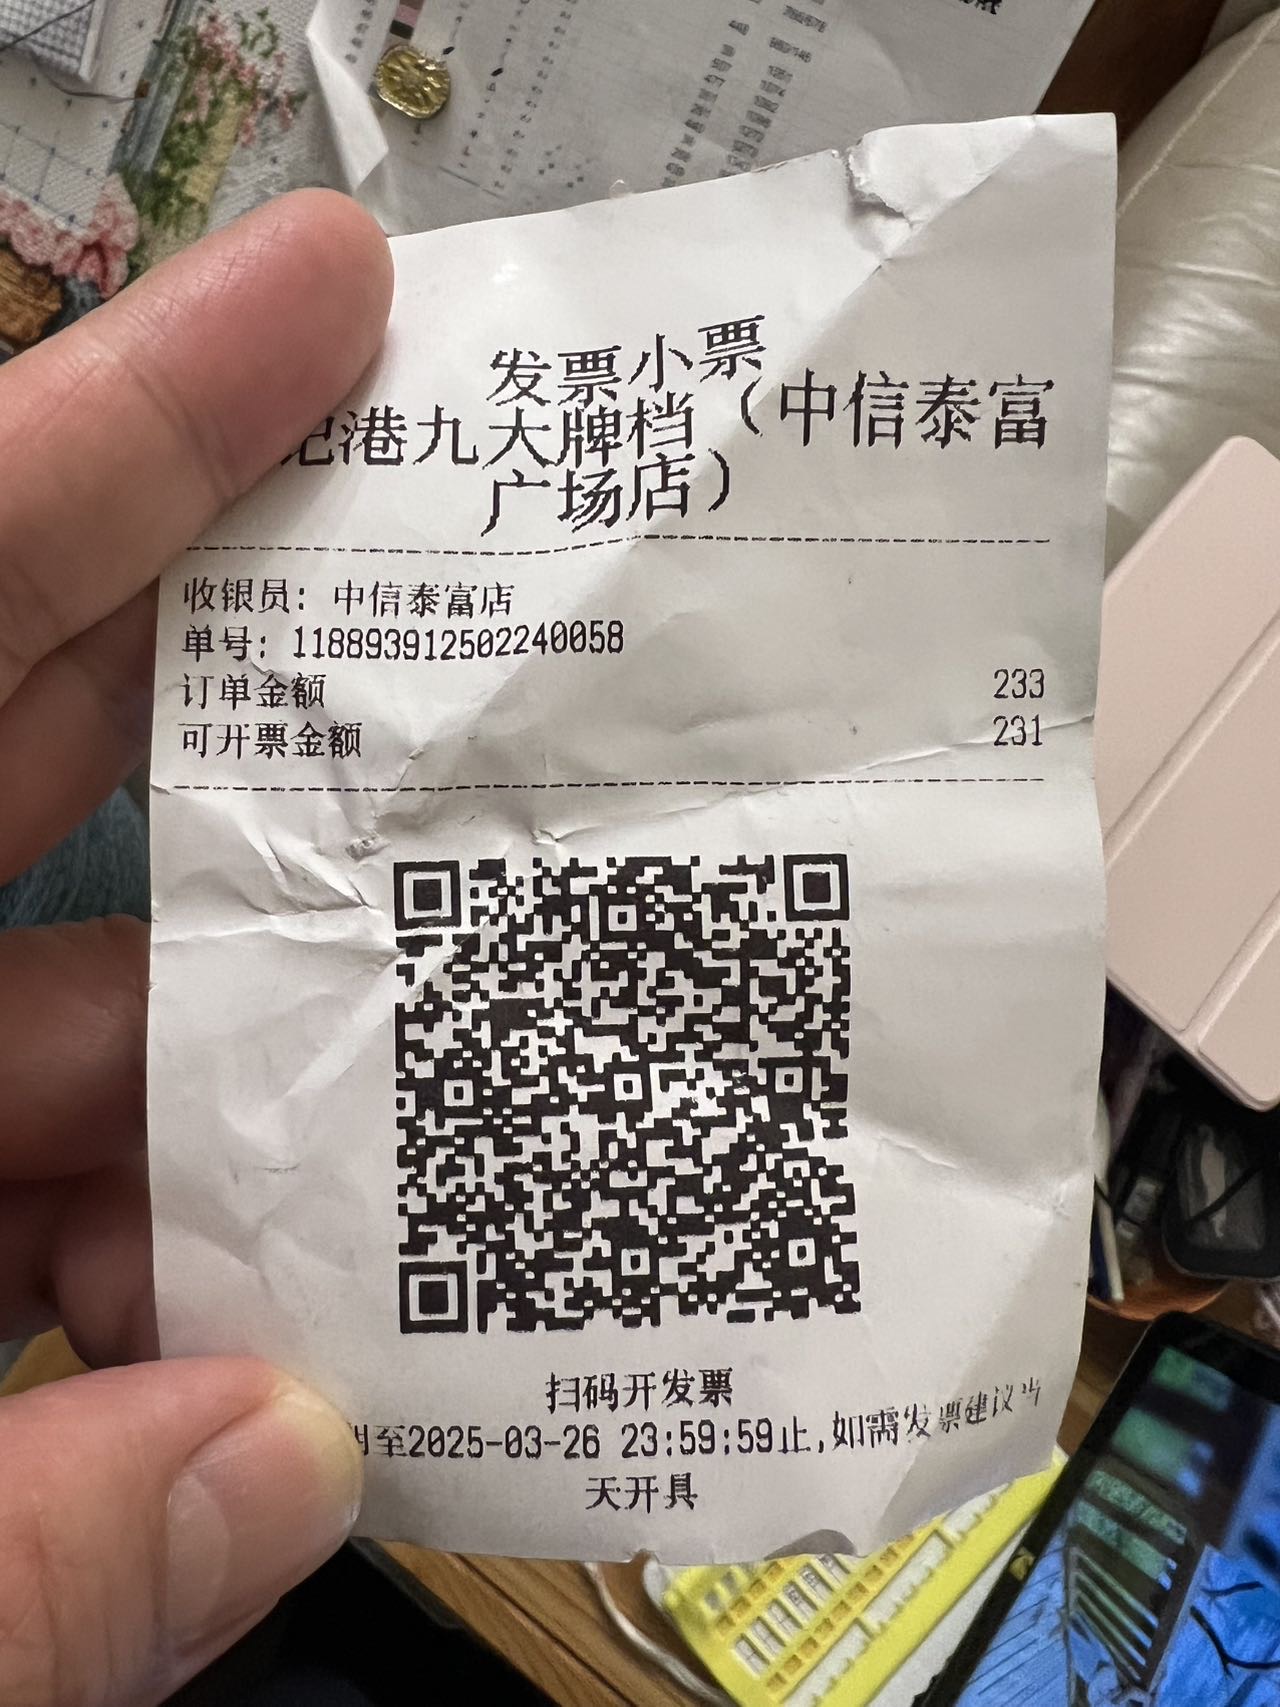 发票小票
记港九大牌档（中信泰富
广场店）
收银员：中信泰富店
单号：118893912502240058
订单金额 233
可开票金额 231
扫码开发票
期至2025-03-26 23:59:59止,如需发票建议当
天开具